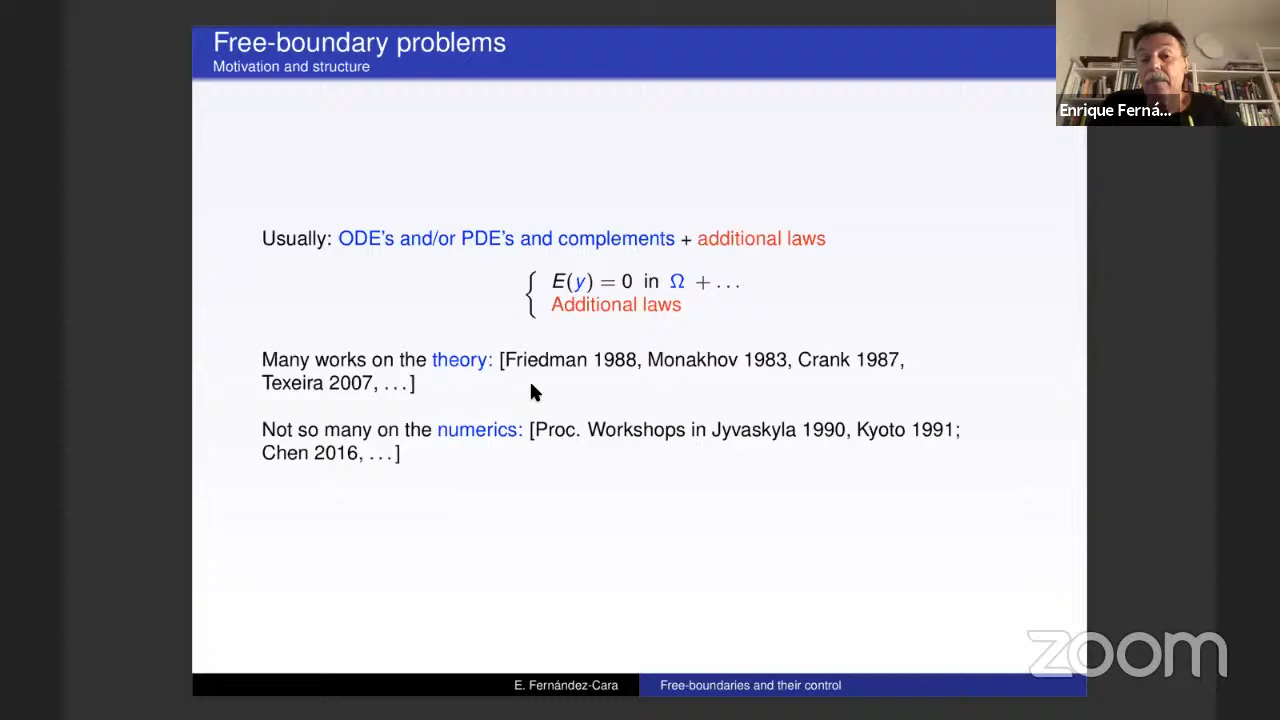 Free-boundary problems
Motivation and structure
Enrique Ferná...
Usually: ODE's and/or PDE's and complements + additional laws
E(y) = 0 in Ω + ...
Additional laws
Many works on the theory: [Friedman 1988, Monakhov 1983, Crank 1987,
Texeira 2007, ...]
Not so many on the numerics: [Proc. Workshops in Jyvaskyla 1990, Kyoto 1991;
Chen 2016, ...]
zoom
E. Fernández-Cara
Free-boundaries and their control